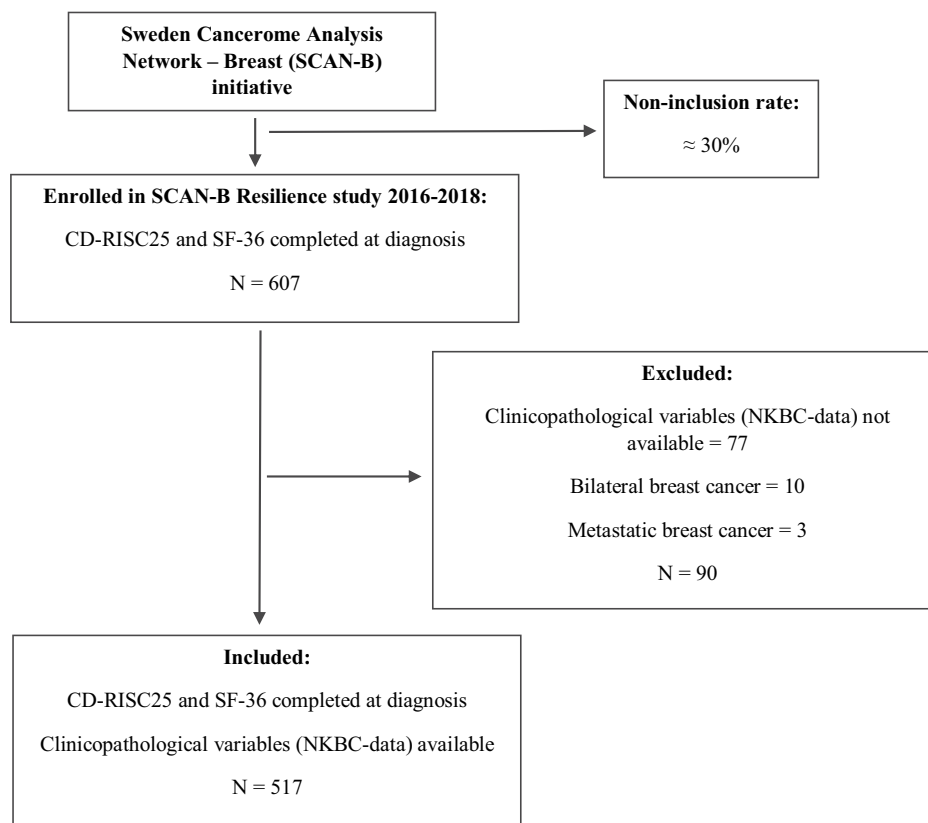 Sweden Cancerome Analysis
Network – Breast (SCAN-B)
initiative
Non-inclusion rate:
≈ 30%
Enrolled in SCAN-B Resilience study 2016-2018:
CD-RISC25 and SF-36 completed at diagnosis
N = 607
Excluded:
Clinicopathological variables (NKBC-data) not
available = 77
Bilateral breast cancer = 10
Metastatic breast cancer = 3
N = 90
Included:
CD-RISC25 and SF-36 completed at diagnosis
Clinicopathological variables (NKBC-data) available
N = 517